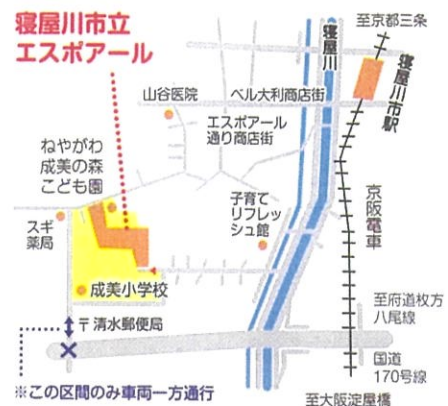 寝屋川市立
エスポアール
至京都三条
寝屋川
寝屋川市駅
山谷医院
ベル大利商店街
エスポアール
通り商店街
ねやがわ
成美の森
こども園
子育て
リフレッ
シュ館
スギ
薬局
京阪電車
成美小学校
〒清水郵便局
至府道枚方
八尾線
国道
170号線
※この区間のみ車両一方通行
至大阪淀屋橋